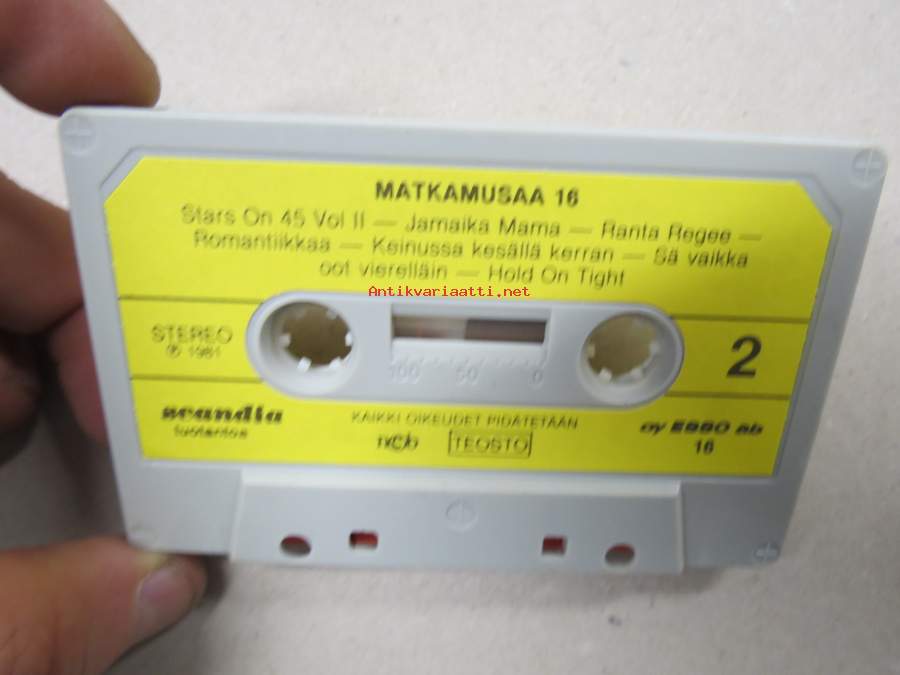 MATKAMUSAA 16
Stars On 45 Vol II — Jamaika Mama — Ranta Regee —
Romantiikkaa — Keinussa kesällä kerran — Sä vaikka
oot vierelläin — Hold On Tight
Antikvariaatti.net
STEREO
℗ 1981
100 50 0
2
scandia
tuotantoa
KAIKKI OIKEUDET PIDÄTETÄÄN
ncb TEOSTO
oy ESSO ab
16